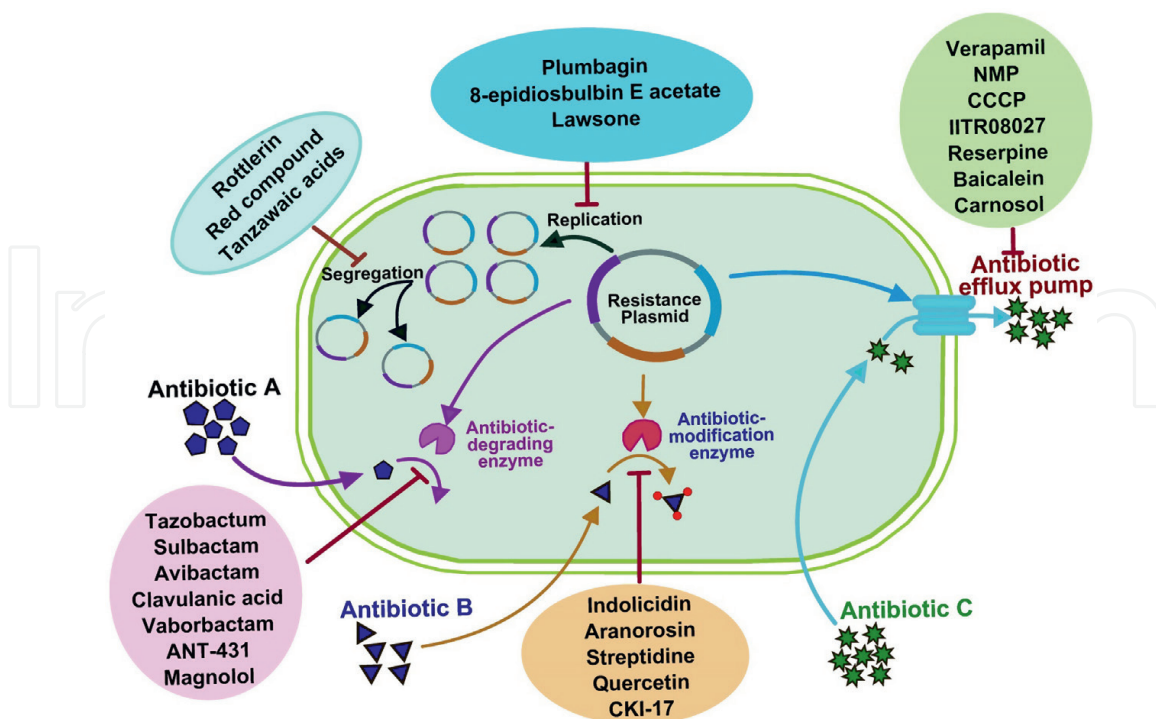 Plumbagin
8-epidiosbulbin E acetate
Lawsone
Verapamil
NMP
CCCP
IITR08027
Reserpine
Baicalein
Carnosol
Rottlerin
Red compound
Tanzawaic acids
Replication
Segregation
Resistance
Plasmid
Antibiotic
efflux pump
Antibiotic A
Antibiotic-
degrading
enzyme
Antibiotic-
modification
enzyme
Tazobactum
Sulbactam
Avibactam
Clavulanic acid
Vaborbactam
ANT-431
Magnolol
Antibiotic B
Indolicidin
Aranorosin
Streptidine
Quercetin
CKI-17
Antibiotic C